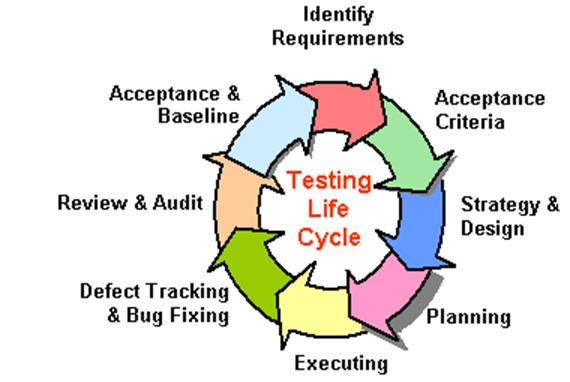 Identify
Requirements
Acceptance
Criteria
Strategy &
Design
Planning
Executing
Defect Tracking
& Bug Fixing
Review & Audit
Acceptance &
Baseline
Testing
Life
Cycle